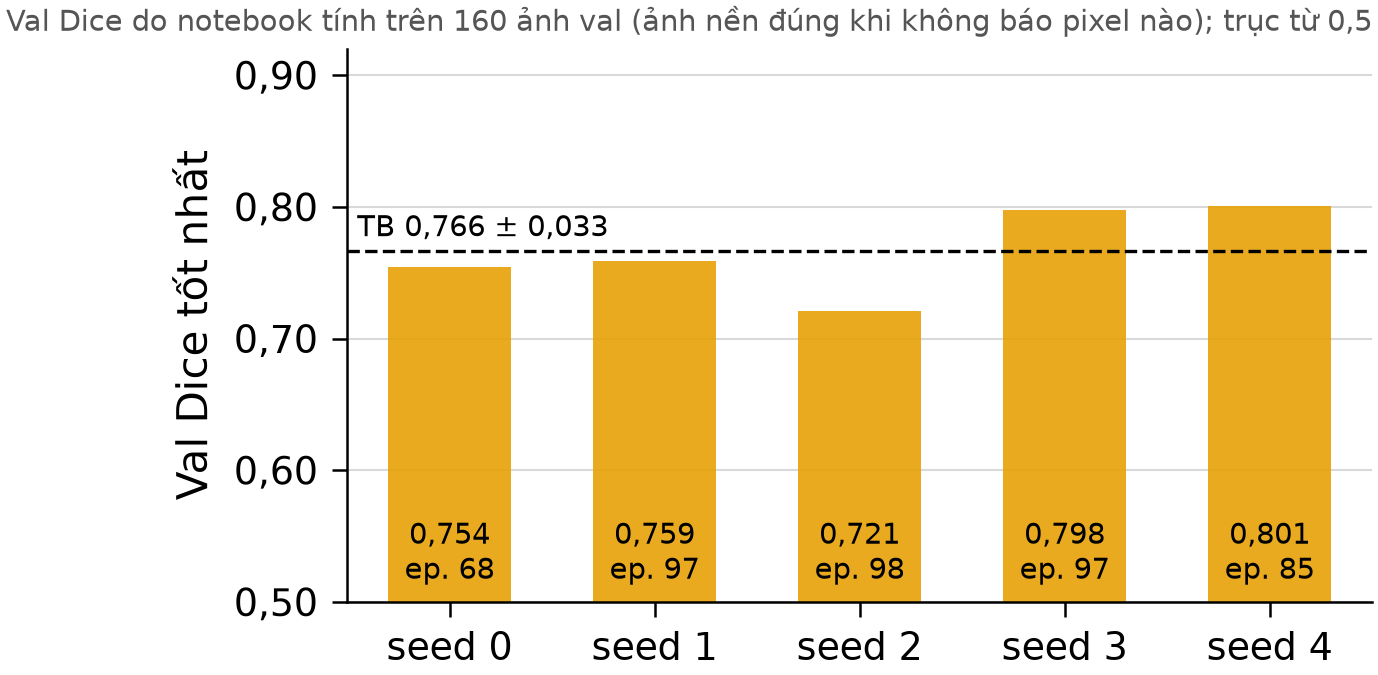 Val Dice do notebook tính trên 160 ảnh val (ảnh nền đúng khi không báo pixel nào); trục từ 0,5
Val Dice tốt nhất
0,90
0,80
0,70
0,60
0,50
TB 0,766 ± 0,033
0,754
ep. 68
0,759
ep. 97
0,721
ep. 98
0,798
ep. 97
0,801
ep. 85
seed 0
seed 1
seed 2
seed 3
seed 4